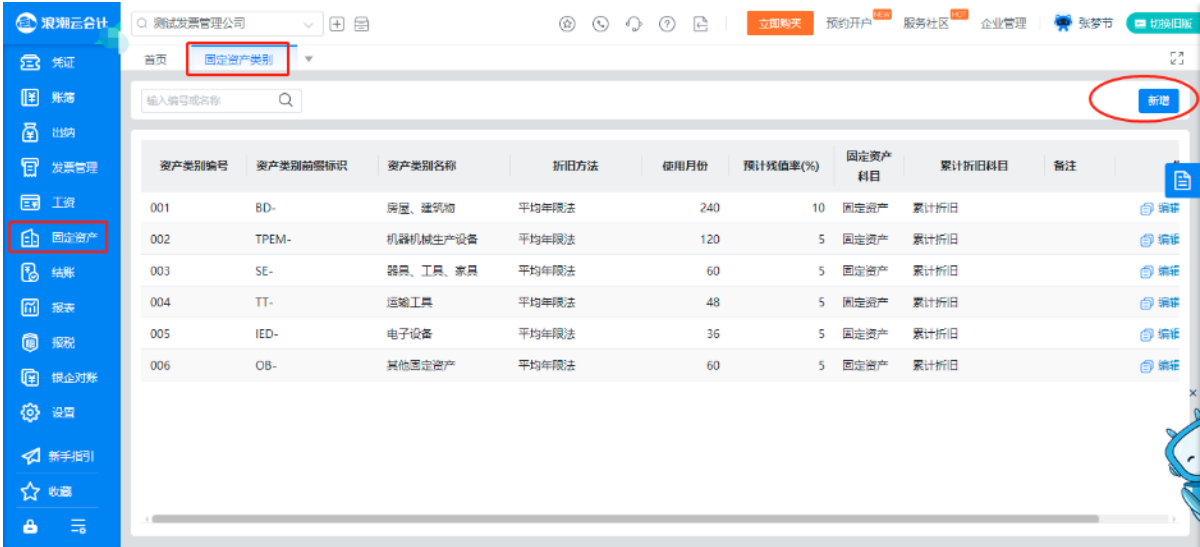 浪潮云会计
测试发票管理公司
立即购买
预约开户
NEW
服务社区
HOT
企业管理
张梦节
切换旧版
首页
固定资产类别
凭证
账簿
出纳
发票管理
工资
固定资产
结账
报表
报税
银企对账
设置
新手指引
收藏
输入编号或名称
新增
资产类别编号 资产类别前缀标识 资产类别名称 折旧方法 使用月份 预计残值率(%) 固定资产科目 累计折旧科目 备注
001 BD- 房屋、建筑物 平均年限法 240 10 固定资产 累计折旧 编辑
002 TPEM- 机器机械生产设备 平均年限法 120 5 固定资产 累计折旧 编辑
003 SE- 器具、工具、家具 平均年限法 60 5 固定资产 累计折旧 编辑
004 TT- 运输工具 平均年限法 48 5 固定资产 累计折旧 编辑
005 IED- 电子设备 平均年限法 36 5 固定资产 累计折旧 编辑
006 OB- 其他固定资产 平均年限法 60 5 固定资产 累计折旧 编辑